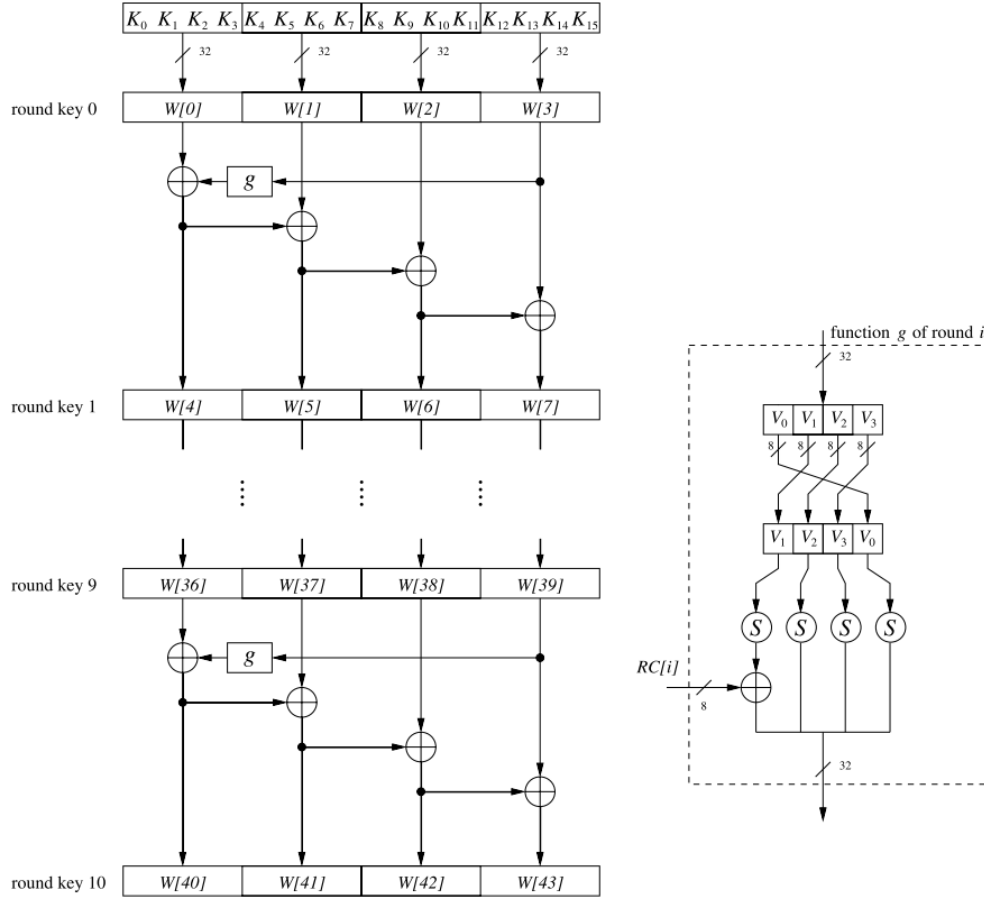 K₀ K₁ K₂ K₃ K₄ K₅ K₆ K₇ K₈ K₉ K₁₀ K₁₁ K₁₂ K₁₃ K₁₄ K₁₅
32 32 32 32
round key 0 W[0] W[1] W[2] W[3]
g
round key 1 W[4] W[5] W[6] W[7]
round key 9 W[36] W[37] W[38] W[39]
g
round key 10 W[40] W[41] W[42] W[43]
function g of round i
32
V₀ V₁ V₂ V₃
8 8 8 8
V₁ V₂ V₃ V₀
S S S S
RC[i]
8
32